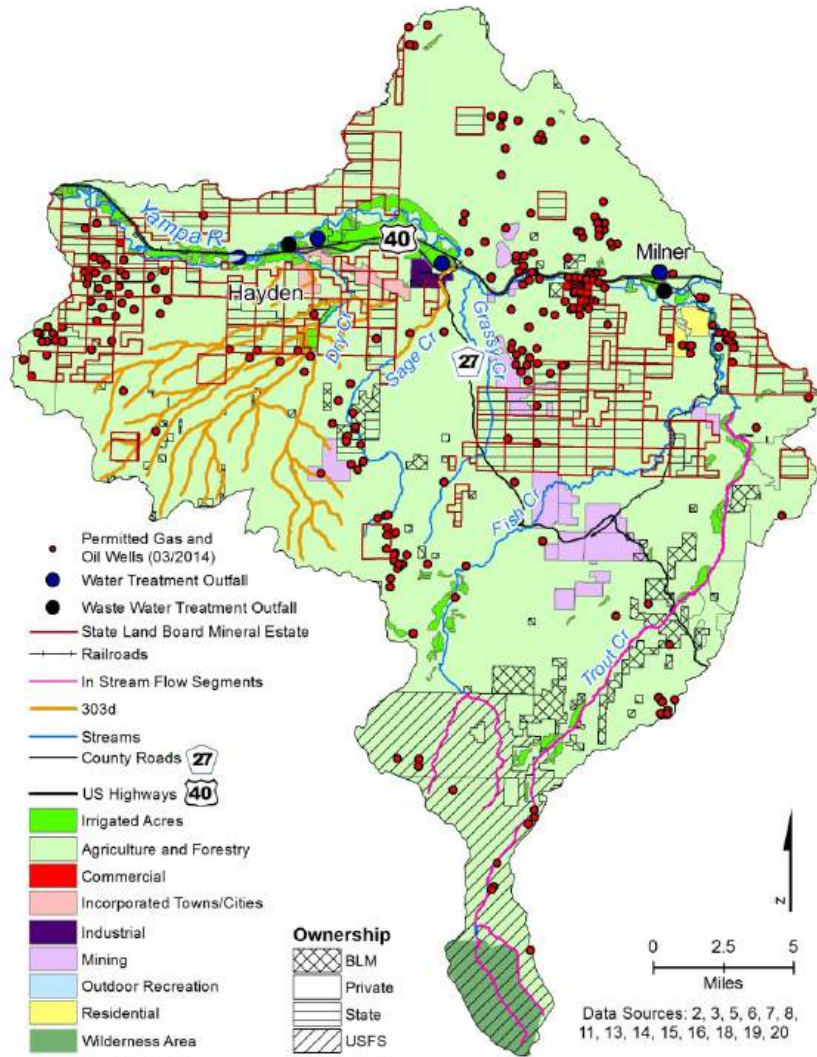 Yampa R
40
Milner
Hayden
Dry Cr
Sage Cr
Grassy Cr
27
Fish Cr
Trout Cr
Permitted Gas and
Oil Wells (03/2014)
Water Treatment Outfall
Waste Water Treatment Outfall
State Land Board Mineral Estate
Railroads
In Stream Flow Segments
303d
Streams
County Roads 27
US Highways 40
Irrigated Acres
Agriculture and Forestry
Commercial
Incorporated Towns/Cities
Industrial
Mining
Outdoor Recreation
Residential
Wilderness Area
Ownership
BLM
Private
State
USFS
N
0 5
Miles
Data Sources: 2, 3, 5, 6, 7, 8,
11, 13, 14, 15, 16, 18, 19, 20